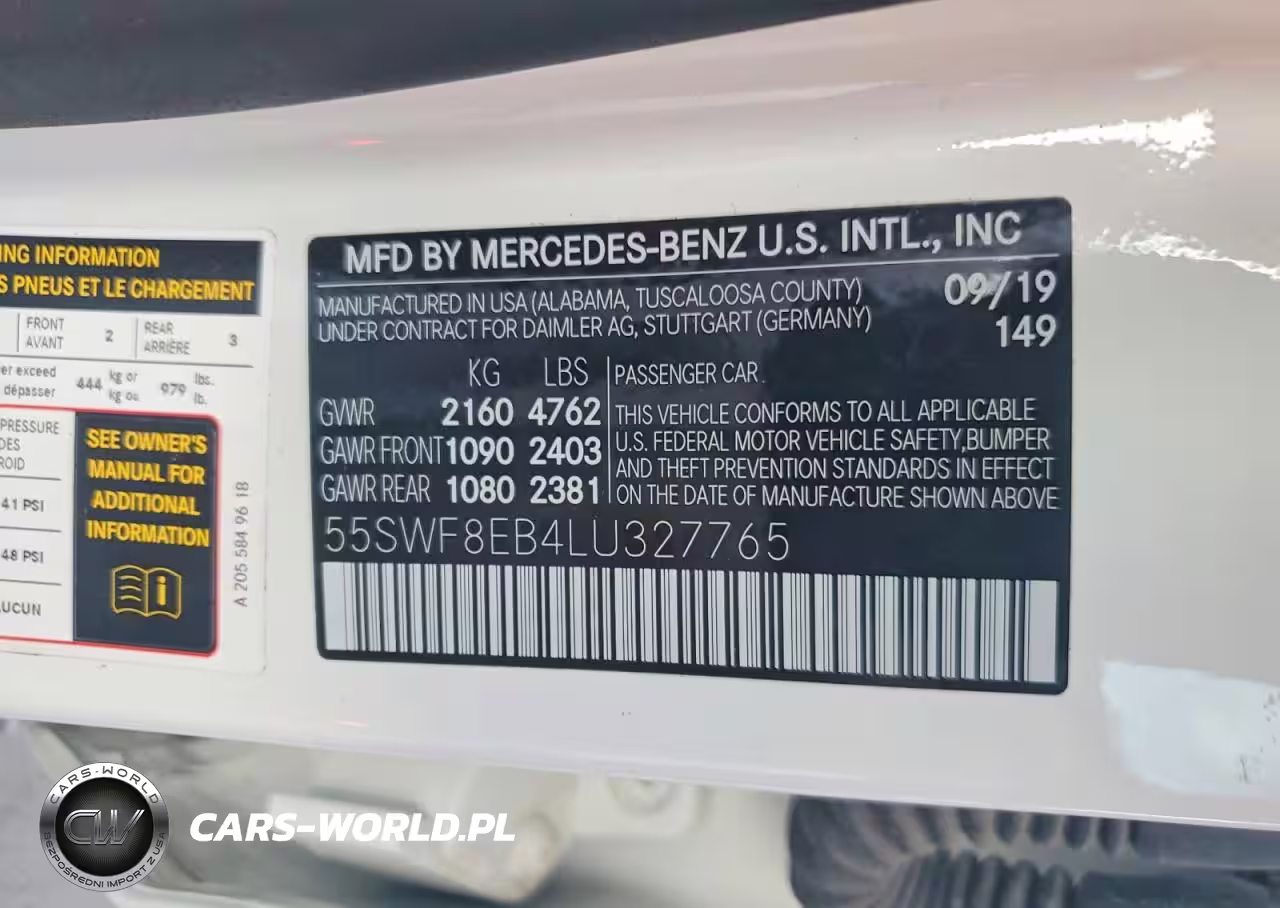 ING INFORMATION
S PNEUS ET LE CHARGEMENT
FRONT
AVANT
2
REAR
ARRIÈRE
3
er exceed
dépasser
444
kg or
kg ou
979
lbs.
lb.
PRESSURE
DES
ROID
41 PSI
48 PSI
AUCUN
SEE OWNER'S
MANUAL FOR
ADDITIONAL
INFORMATION
A 205 584 96 18
MFD BY MERCEDES-BENZ U.S. INTL., INC
MANUFACTURED IN USA (ALABAMA, TUSCALOOSA COUNTY) 09/19
UNDER CONTRACT FOR DAIMLER AG, STUTTGART (GERMANY) 149
KG LBS
GVWR 2160 4762
GAWR FRONT 1090 2403
GAWR REAR 1080 2381
PASSENGER CAR
THIS VEHICLE CONFORMS TO ALL APPLICABLE
U.S. FEDERAL MOTOR VEHICLE SAFETY,BUMPER
AND THEFT PREVENTION STANDARDS IN EFFECT
ON THE DATE OF MANUFACTURE SHOWN ABOVE
55SWF8EB4LU327765
CARS-WORLD
CW
BEZPOŚREDNI IMPORT Z USA
CARS-WORLD.PL